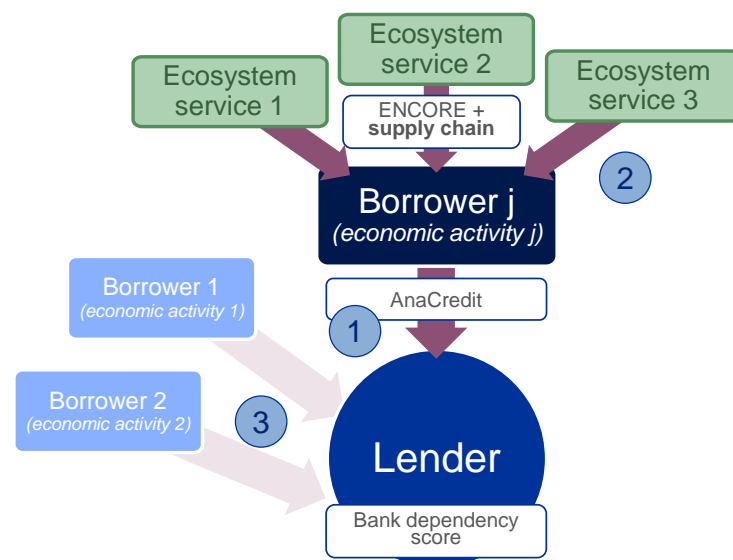 Ecosystem
service 2
Ecosystem
service 1
Ecosystem
service 3
ENCORE +
supply chain
2
Borrower j
(economic activity j)
AnaCredit
Borrower 1
(economic activity 1)
1
Borrower 2
(economic activity 2)
3
Lender
Bank dependency
score